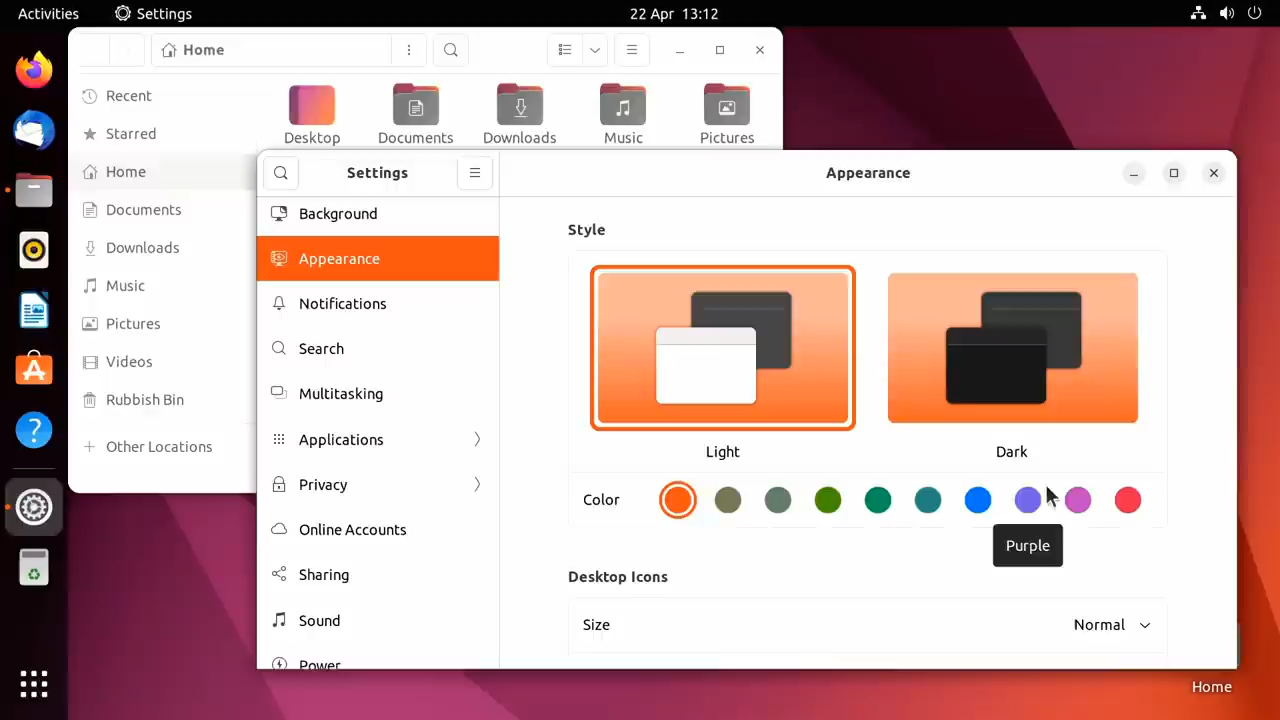 Activities
Settings
22 Apr 13:12
Home
Recent
Starred
Home
Documents
Downloads
Music
Pictures
Videos
Rubbish Bin
Other Locations
Desktop
Documents
Downloads
Music
Pictures
Settings
Appearance
Background
Appearance
Notifications
Search
Multitasking
Applications
Privacy
Online Accounts
Sharing
Sound
Power
Style
Light
Dark
Color
Purple
Desktop Icons
Size
Normal
Home